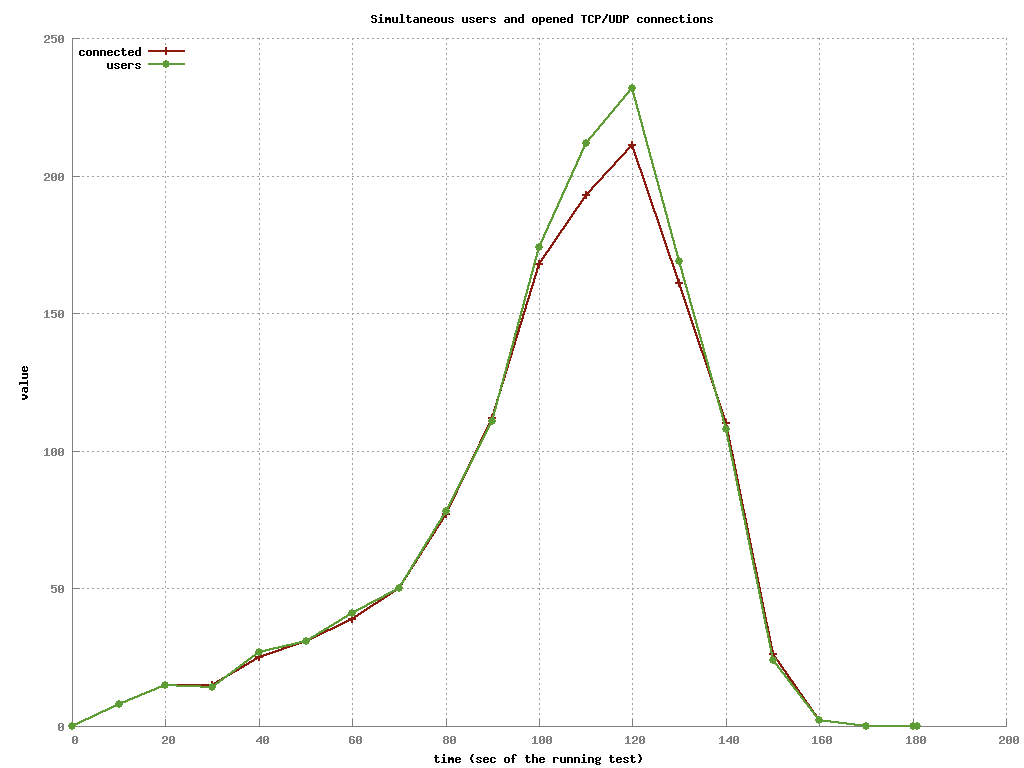 Simultaneous users and opened TCP/UDP connections
250
connected
users
200
150
value
100
50
0
0 20 40 60 80 100 120 140 160 180 200
time (sec of the running test)